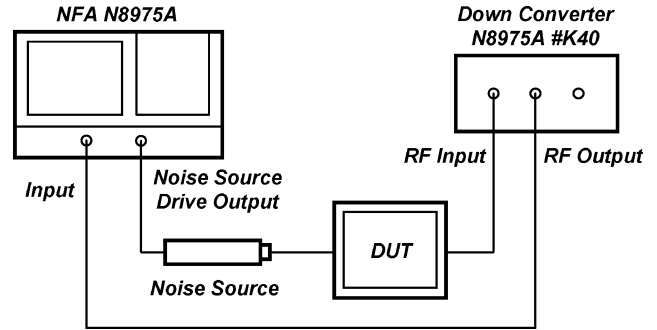 NFA N8975A
Down Converter
N8975A #K40
RF Input
RF Output
Input
Noise Source
Drive Output
DUT
Noise Source